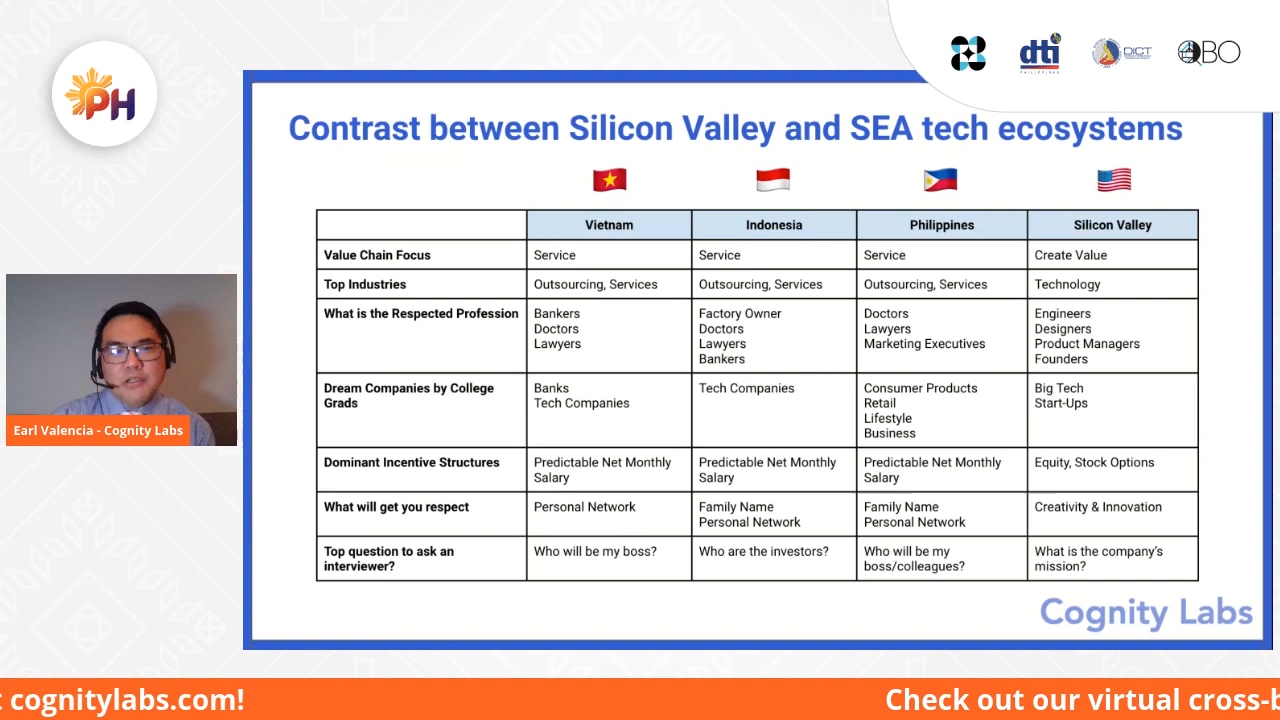 PH
dti
PHILIPPINES
DICT
QBO
Contrast between Silicon Valley and SEA tech ecosystems
Vietnam Indonesia Philippines Silicon Valley
Value Chain Focus Service Service Service Create Value
Top Industries Outsourcing, Services Outsourcing, Services Outsourcing, Services Technology
What is the Respected Profession
Bankers
Doctors
Lawyers
Factory Owner
Doctors
Lawyers
Bankers
Doctors
Lawyers
Marketing Executives
Engineers
Designers
Product Managers
Founders
Dream Companies by College
Grads
Banks
Tech Companies
Tech Companies
Consumer Products
Retail
Lifestyle
Business
Big Tech
Start-Ups
Dominant Incentive Structures
Predictable Net Monthly
Salary
Predictable Net Monthly
Salary
Predictable Net Monthly
Salary
Equity, Stock Options
What will get you respect
Personal Network
Family Name
Personal Network
Family Name
Personal Network
Creativity & Innovation
Top question to ask an
interviewer?
Who will be my boss?
Who are the investors?
Who will be my
boss/colleagues?
What is the company's
mission?
Cognity Labs
Earl Valencia - Cognity Labs
cognitylabs.com! Check out our virtual cross-